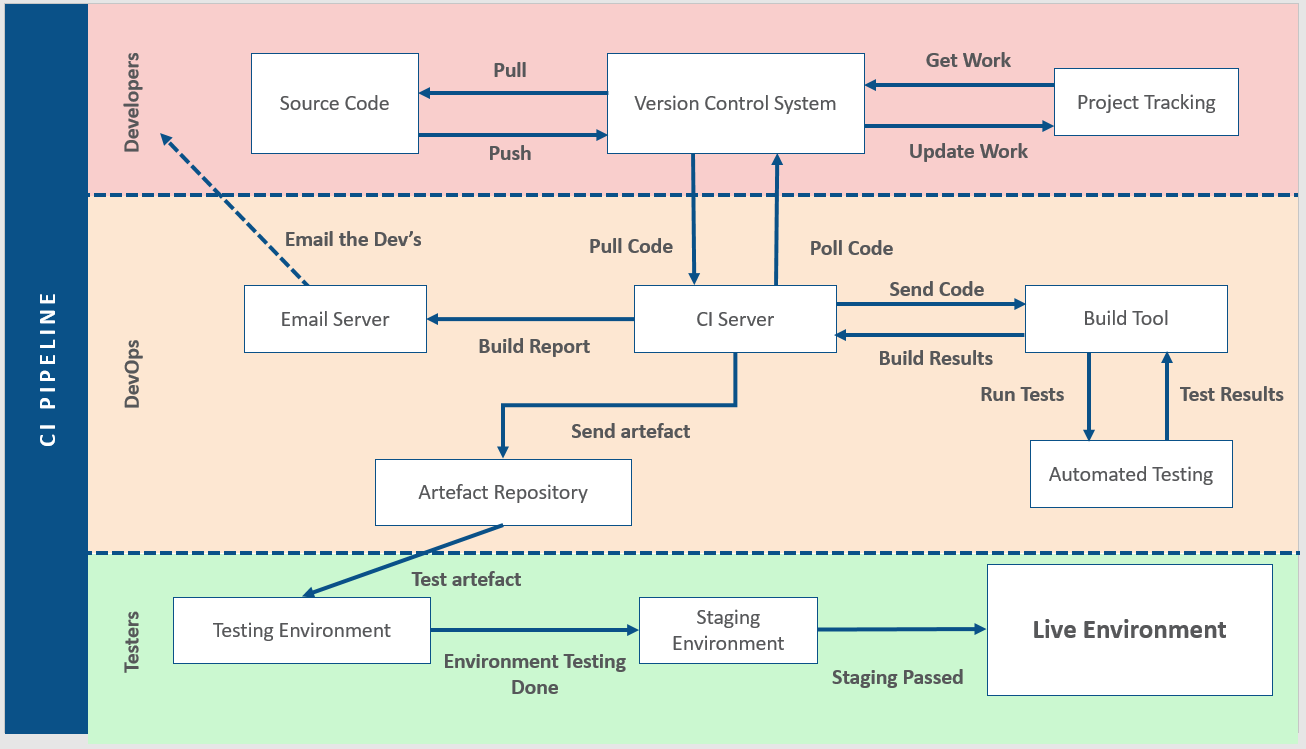 CI PIPELINE
Developers
Source Code
Pull
Push
Version Control System
Get Work
Update Work
Project Tracking
DevOps
Email the Dev's
Pull Code
Poll Code
Email Server
Build Report
CI Server
Send Code
Build Results
Build Tool
Run Tests
Test Results
Send artefact
Automated Testing
Artefact Repository
Testers
Test artefact
Testing Environment
Environment Testing
Done
Staging
Environment
Staging Passed
Live Environment